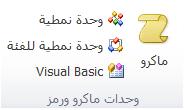 ماكرو
وحدة نمطية
وحدة نمطية للفئة
Visual Basic
وحدات ماكرو ورمز